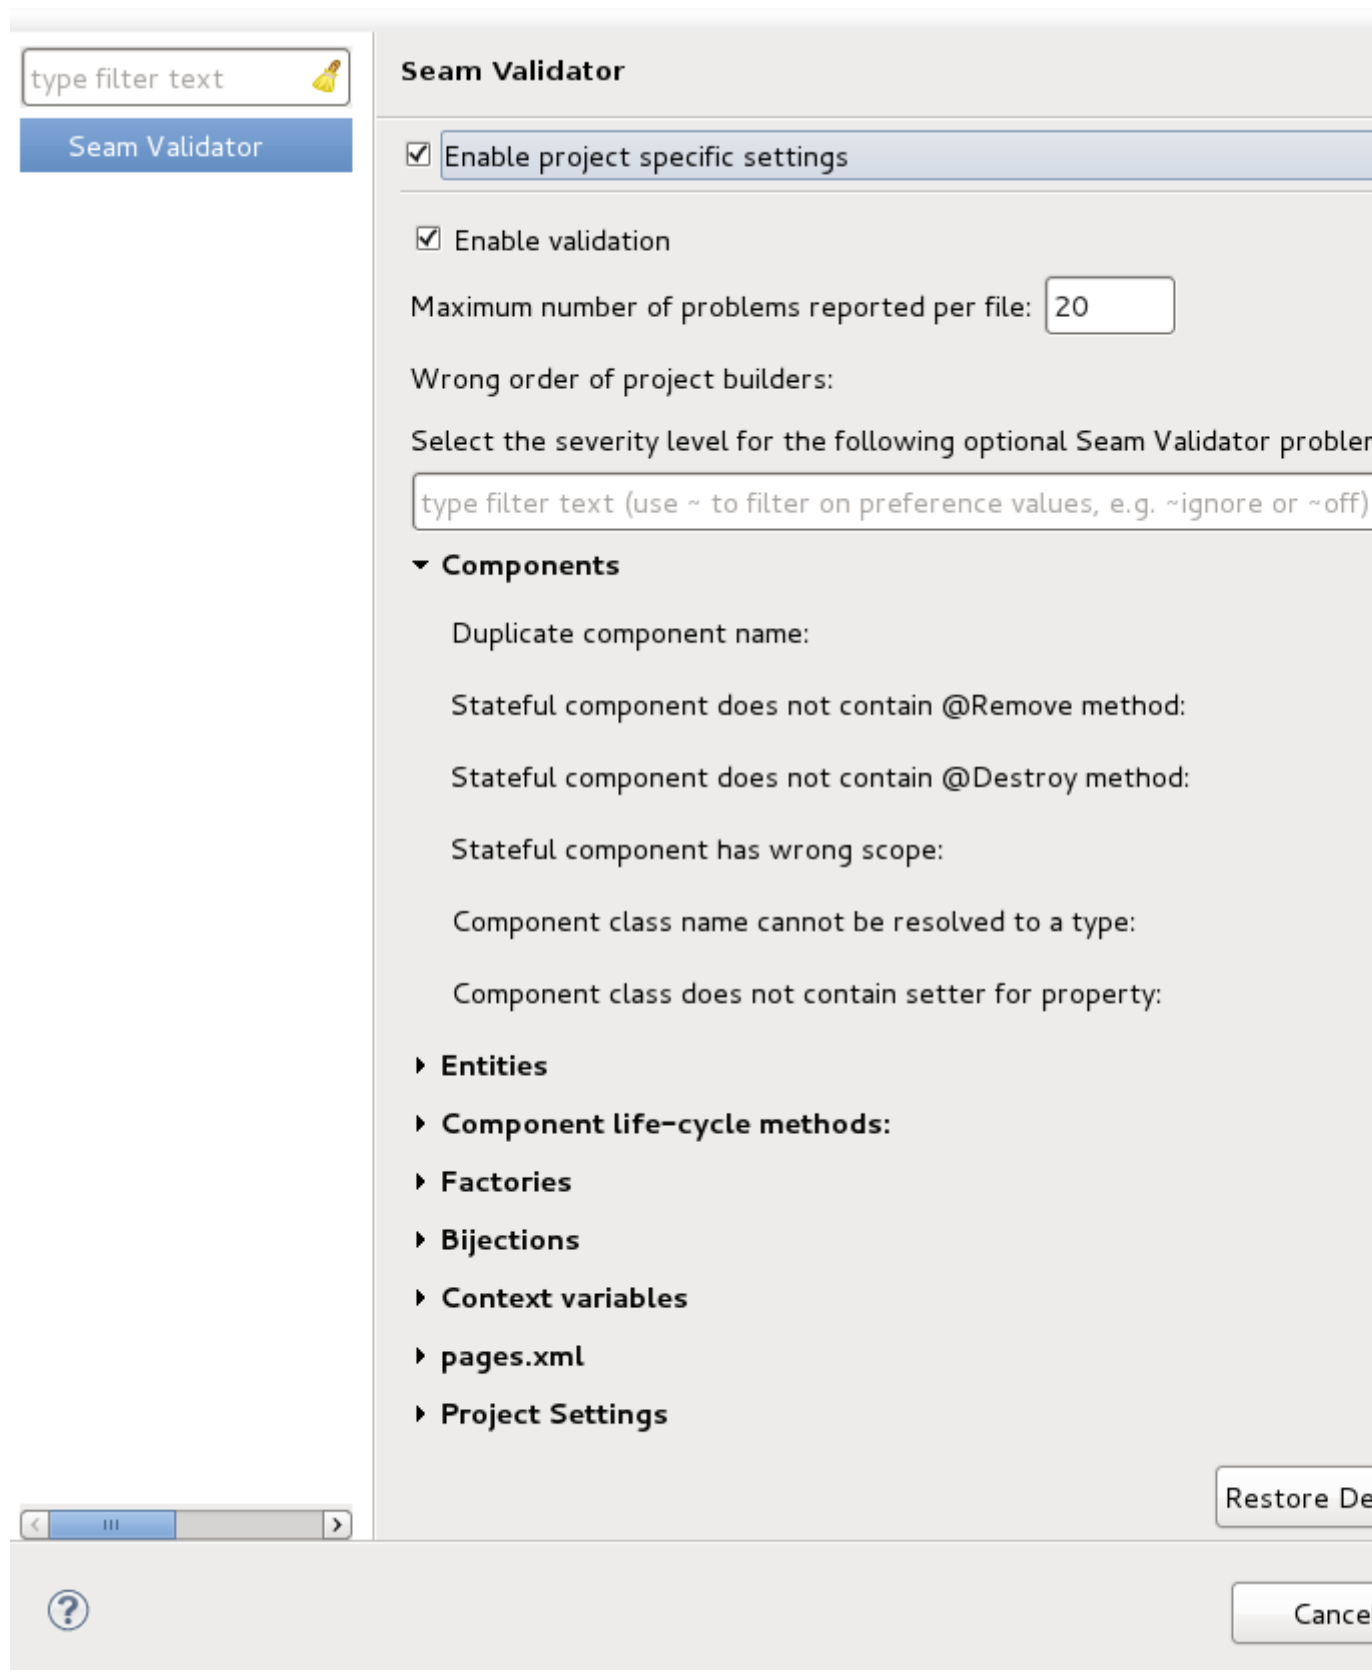 type filter text
Seam Validator
Seam Validator
Enable project specific settings
Enable validation
Maximum number of problems reported per file: 20
Wrong order of project builders:
Select the severity level for the following optional Seam Validator
type filter text (use ~ to filter on preference values, e.g. ~ignore or ~off)
Components
Duplicate component name:
Stateful component does not contain @Remove method:
Stateful component does not contain @Destroy method:
Stateful component has wrong scope:
Component class name cannot be resolved to a type:
Component class does not contain setter for property:
Entities
Component life-cycle methods:
Factories
Bijections
Context variables
pages.xml
Project Settings
Restore De
?
Cance